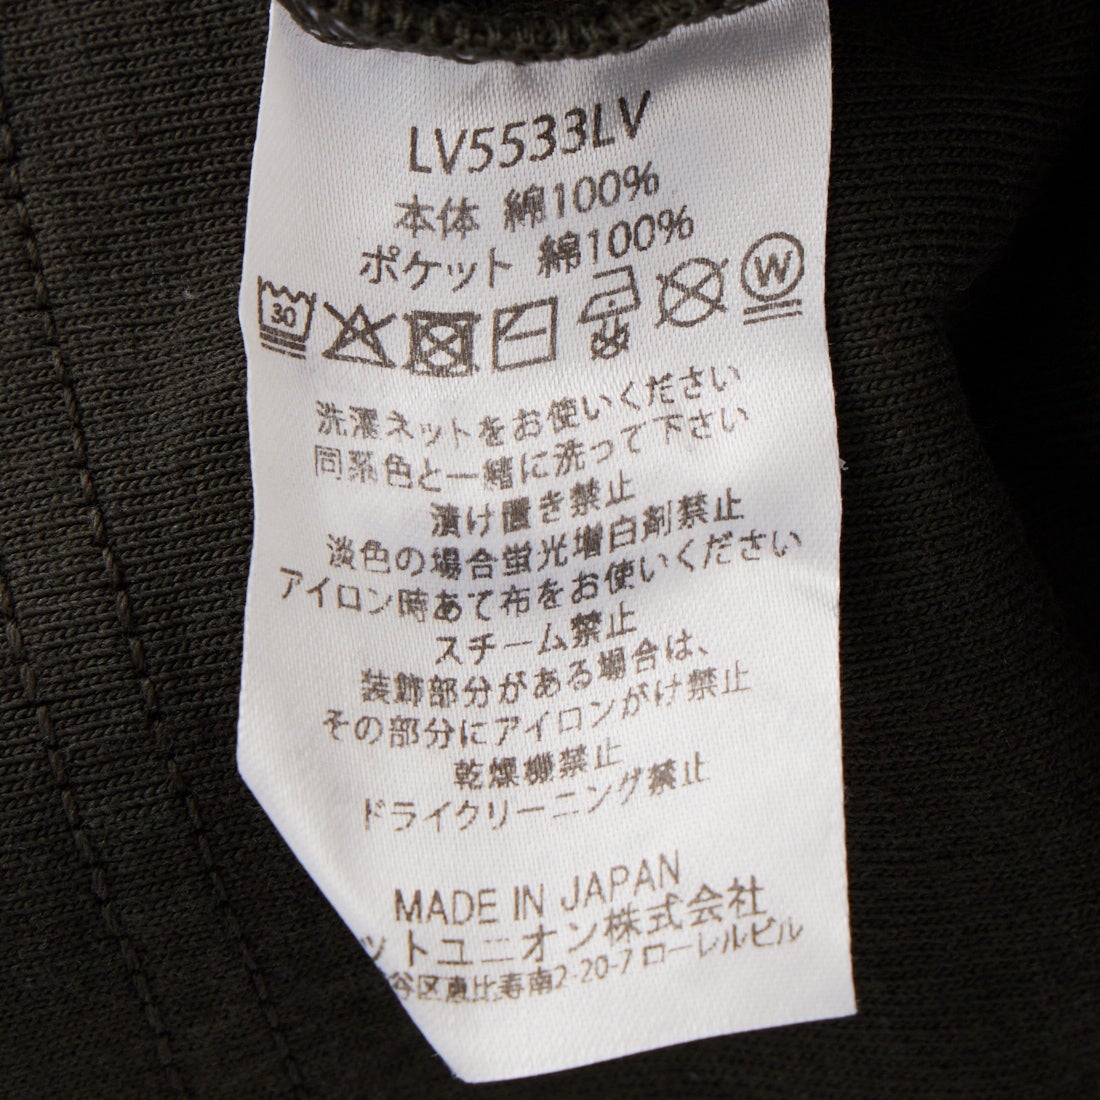 LV5533LV
本体 綿100%
ポケット 綿100%
30 W
洗濯ネットをお使いください
同系色と一緒に洗って下さい
漬け置き禁止
淡色の場合蛍光増白剤禁止
アイロン時あて布をお使いください
スチーム禁止
装飾部分がある場合は、
その部分にアイロンがけ禁止
乾燥機禁止
ドライクリーニング禁止
MADE IN JAPAN
ットユニオン株式会社
谷区恵比寿南2-20-7 ローレルビル